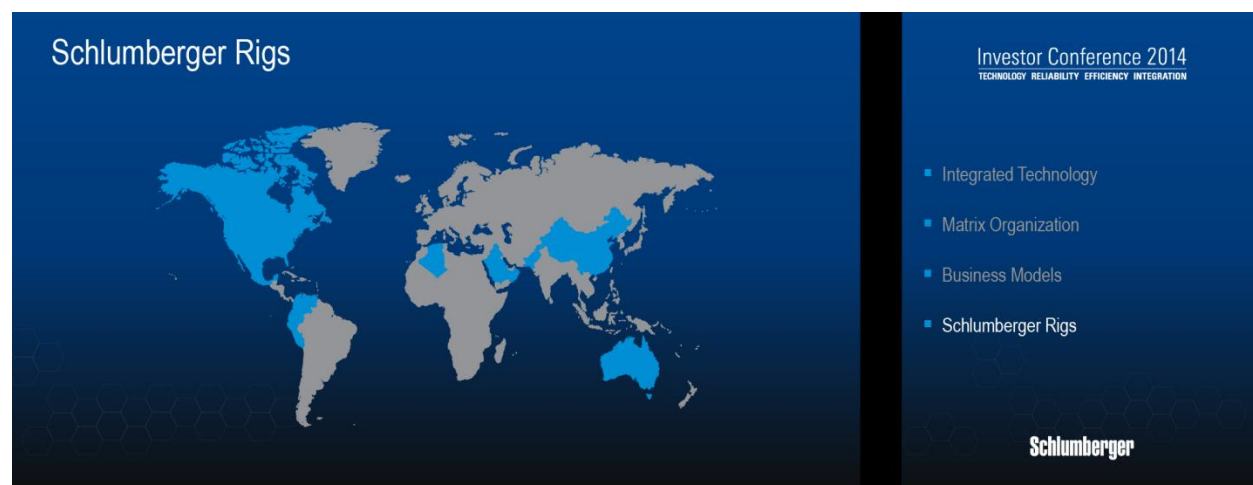 Schlumberger Rigs
Investor Conference 2014
TECHNOLOGY RELIABILITY EFFICIENCY INTEGRATION
Integrated Technology
Matrix Organization
Business Models
Schlumberger Rigs
Schlumberger